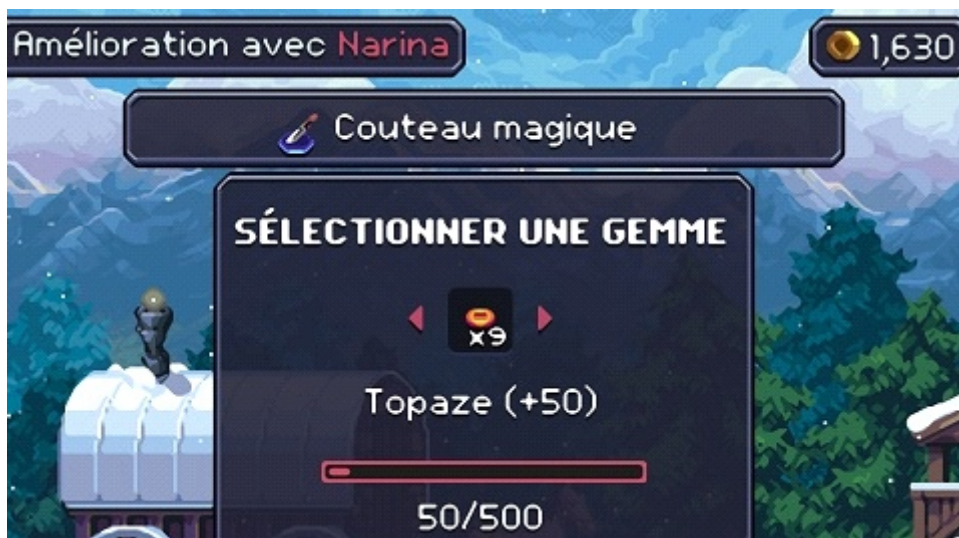 Amélioration avec Narina
1,630
Couteau magique
SÉLECTIONNER UNE GEMME
x9
Topaze (+50)
50/500